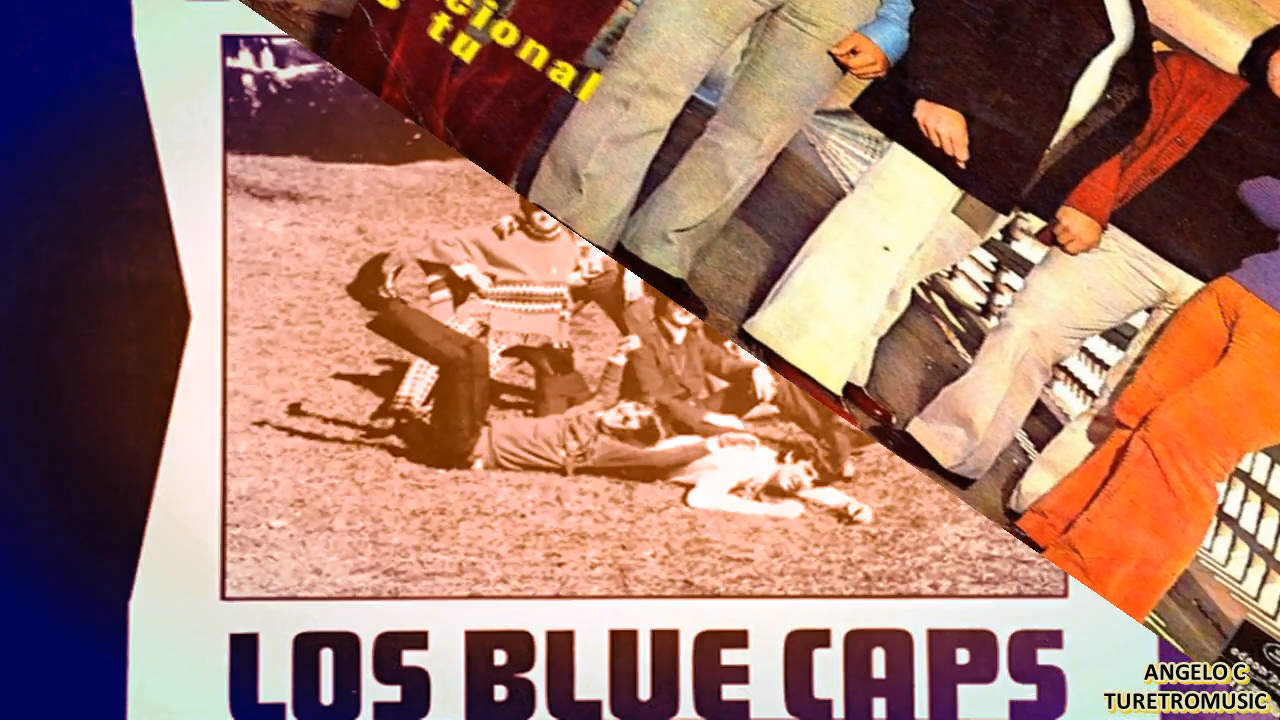 cional
tu
LOS BLUE CAPS
ANGELO C
TURETROMUSIC